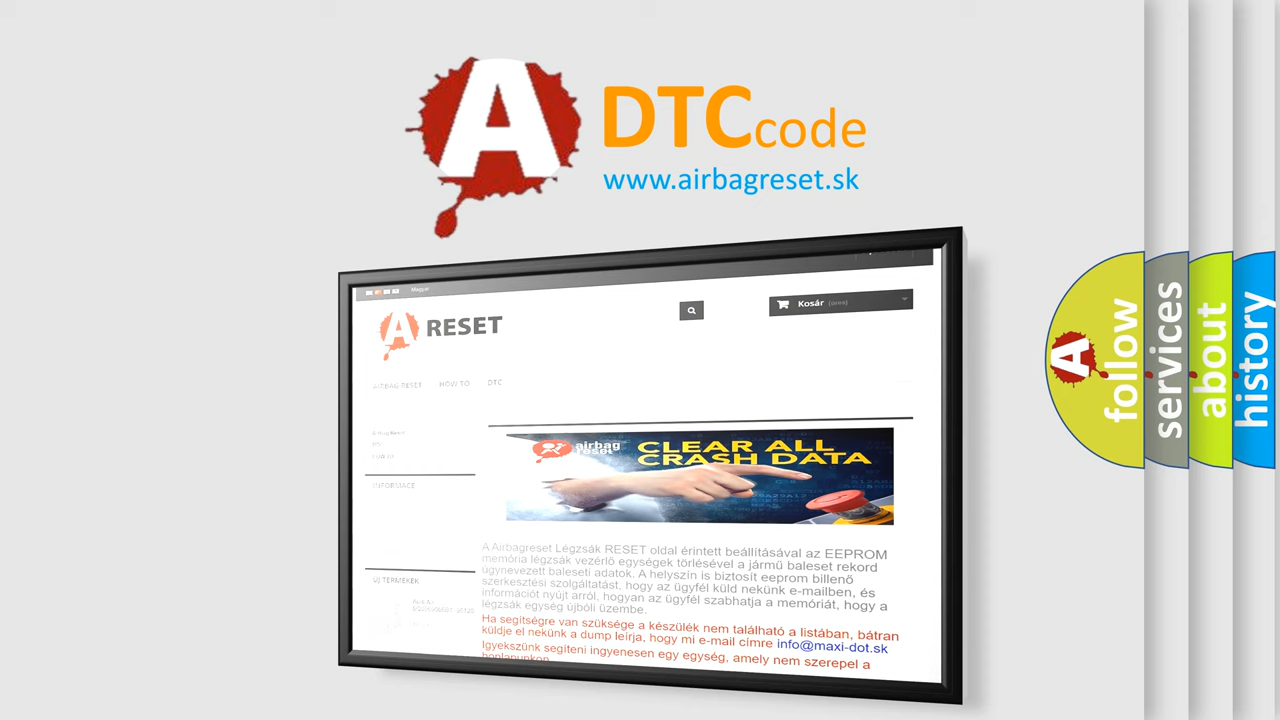 A
DTCcode
www.airbagreset.sk
Magyar
A RESET
Kosár (üres)
AIRBAG RESET HOW TO DTC
INFORMACE
airbag
reset
CLEAR ALL
CRASH DATA
A Airbagreset Légzsák RESET oldal érintett beállításával az EEPROM
memória légzsák vezérlő egységek törlésével a jármű baleset rekord
úgynevezett baleseti adatok. A helyszín is biztosít eeprom billenő
szerkesztési szolgáltatást, hogy az ügyfél küld nekünk e-mailben, és
információt nyújt arról, hogyan az ügyfél szabhatja a memóriát, hogy a
légzsák egység újbóli üzembe.
Ha segítségre van szüksége a készülék nem található a listában, bátran
küldje el nekünk a dump leírja, hogy mi e-mail címre info@maxi-dot.sk
Igyekszünk segíteni ingyenesen egy egység, amely nem szerepel a
honlapunkon
ÚJ TERMÉKEK
A
follow
services
about
history